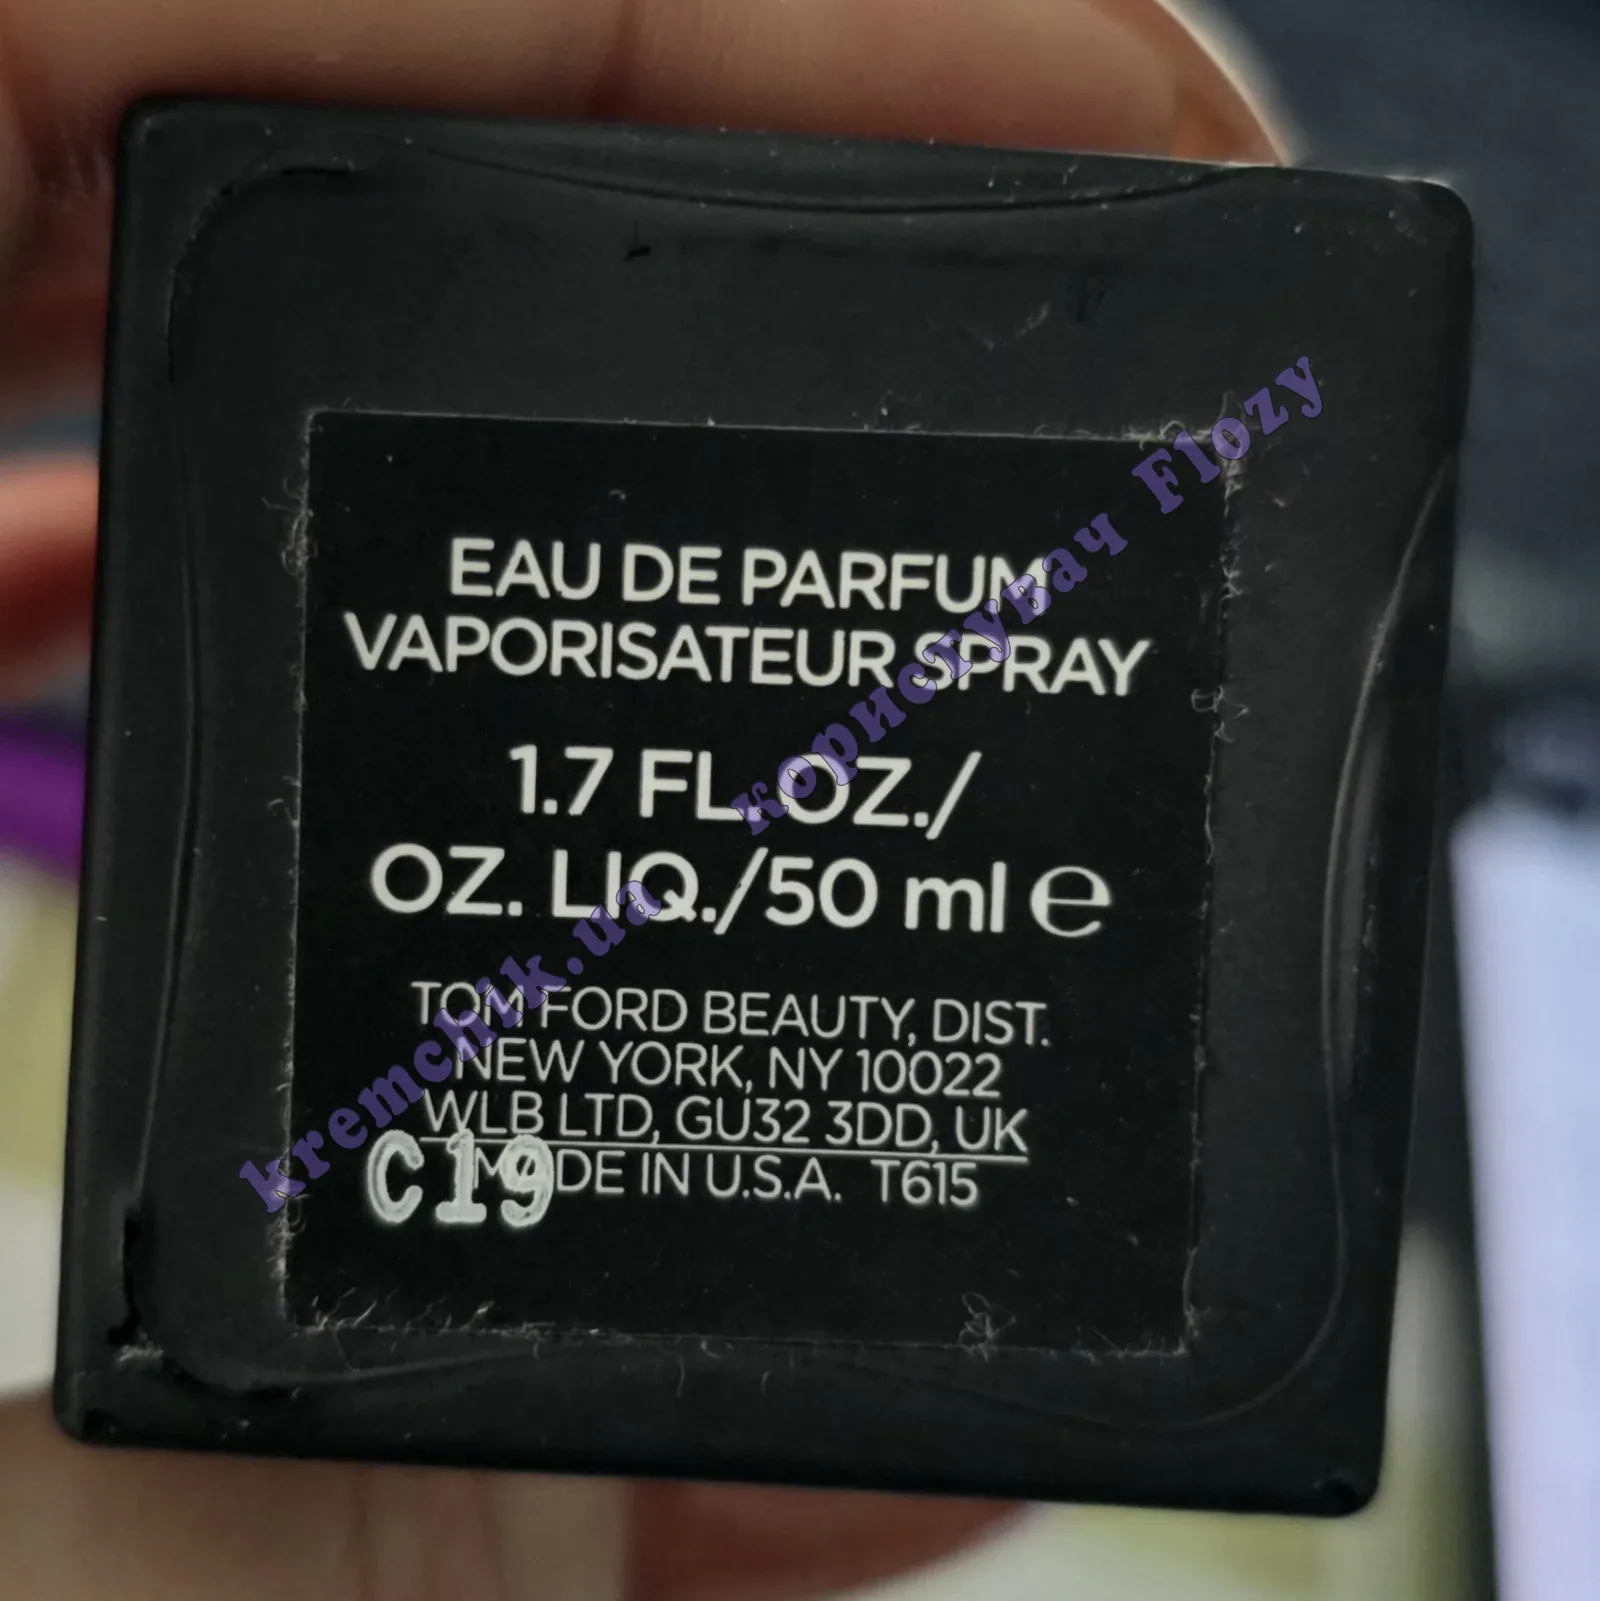 EAU DE PARFUM
VAPORISATEUR SPRAY
1.7 FL. OZ./
OZ. LIQ./50 ml e
TOM FORD BEAUTY, DIST.
NEW YORK, NY 10022
WLB LTD, GU32 3DD, UK
MADE IN U.S.A. T615
C19
kremchik.ua користувач Flozy